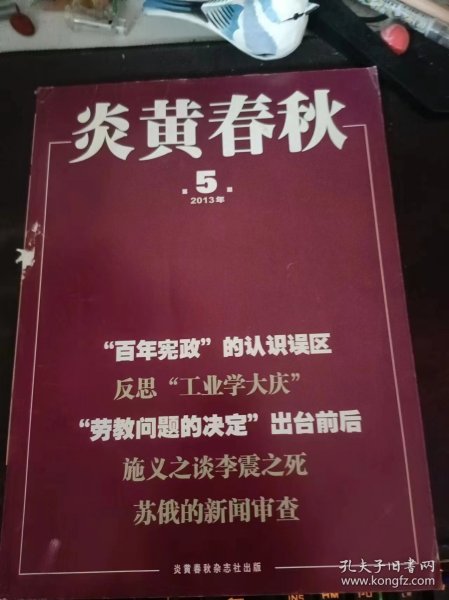 炎黄春秋
5
2013年
“百年宪政”的认识误区
反思“工业学大庆”
“劳教问题的决定”出台前后
施义之谈李震之死
苏俄的新闻审查
炎黄春秋杂志社出版
孔夫子旧书网
www.kongfz.com
INS
HM
PU